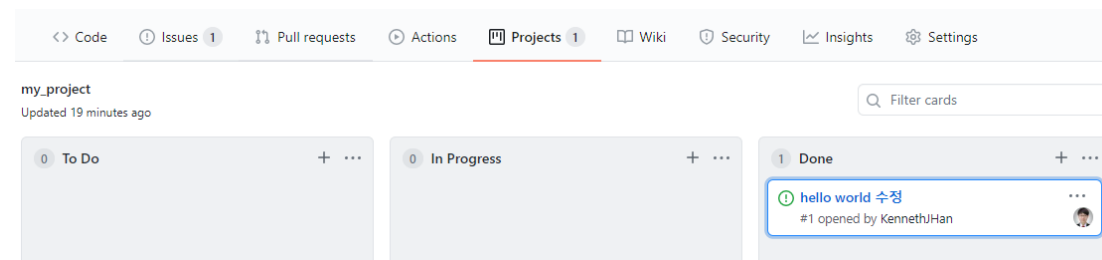 Code Issues 1 Pull requests Actions Projects 1 Wiki Security Insights Settings
my_project
Updated 19 minutes ago
Filter cards
0 To Do
0 In Progress
1 Done
hello world 수정
#1 opened by KennethJHan